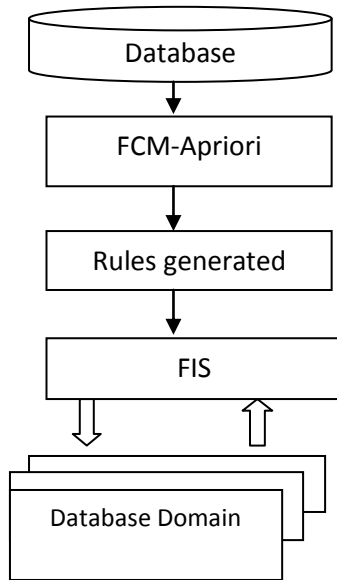 Database
FCM-Apriori
Rules generated
FIS
Database Domain